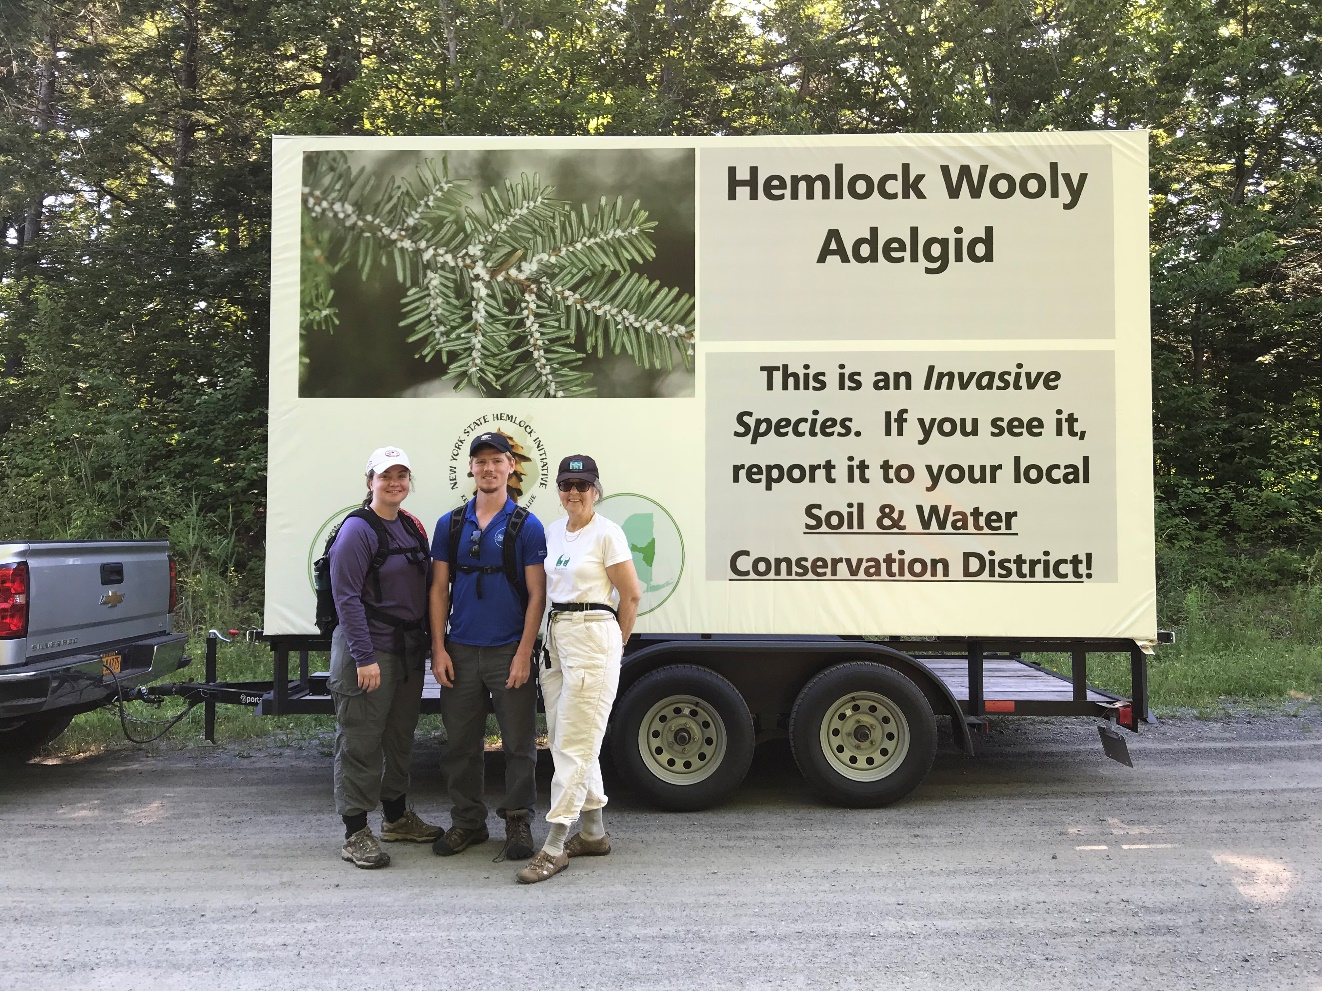 Hemlock Wooly
Adelgid
This is an Invasive
Species. If you see it,
report it to your local
Soil & Water
Conservation District!
NEW YORK STATE HEMLOCK INITIATIVE
SILVERADO